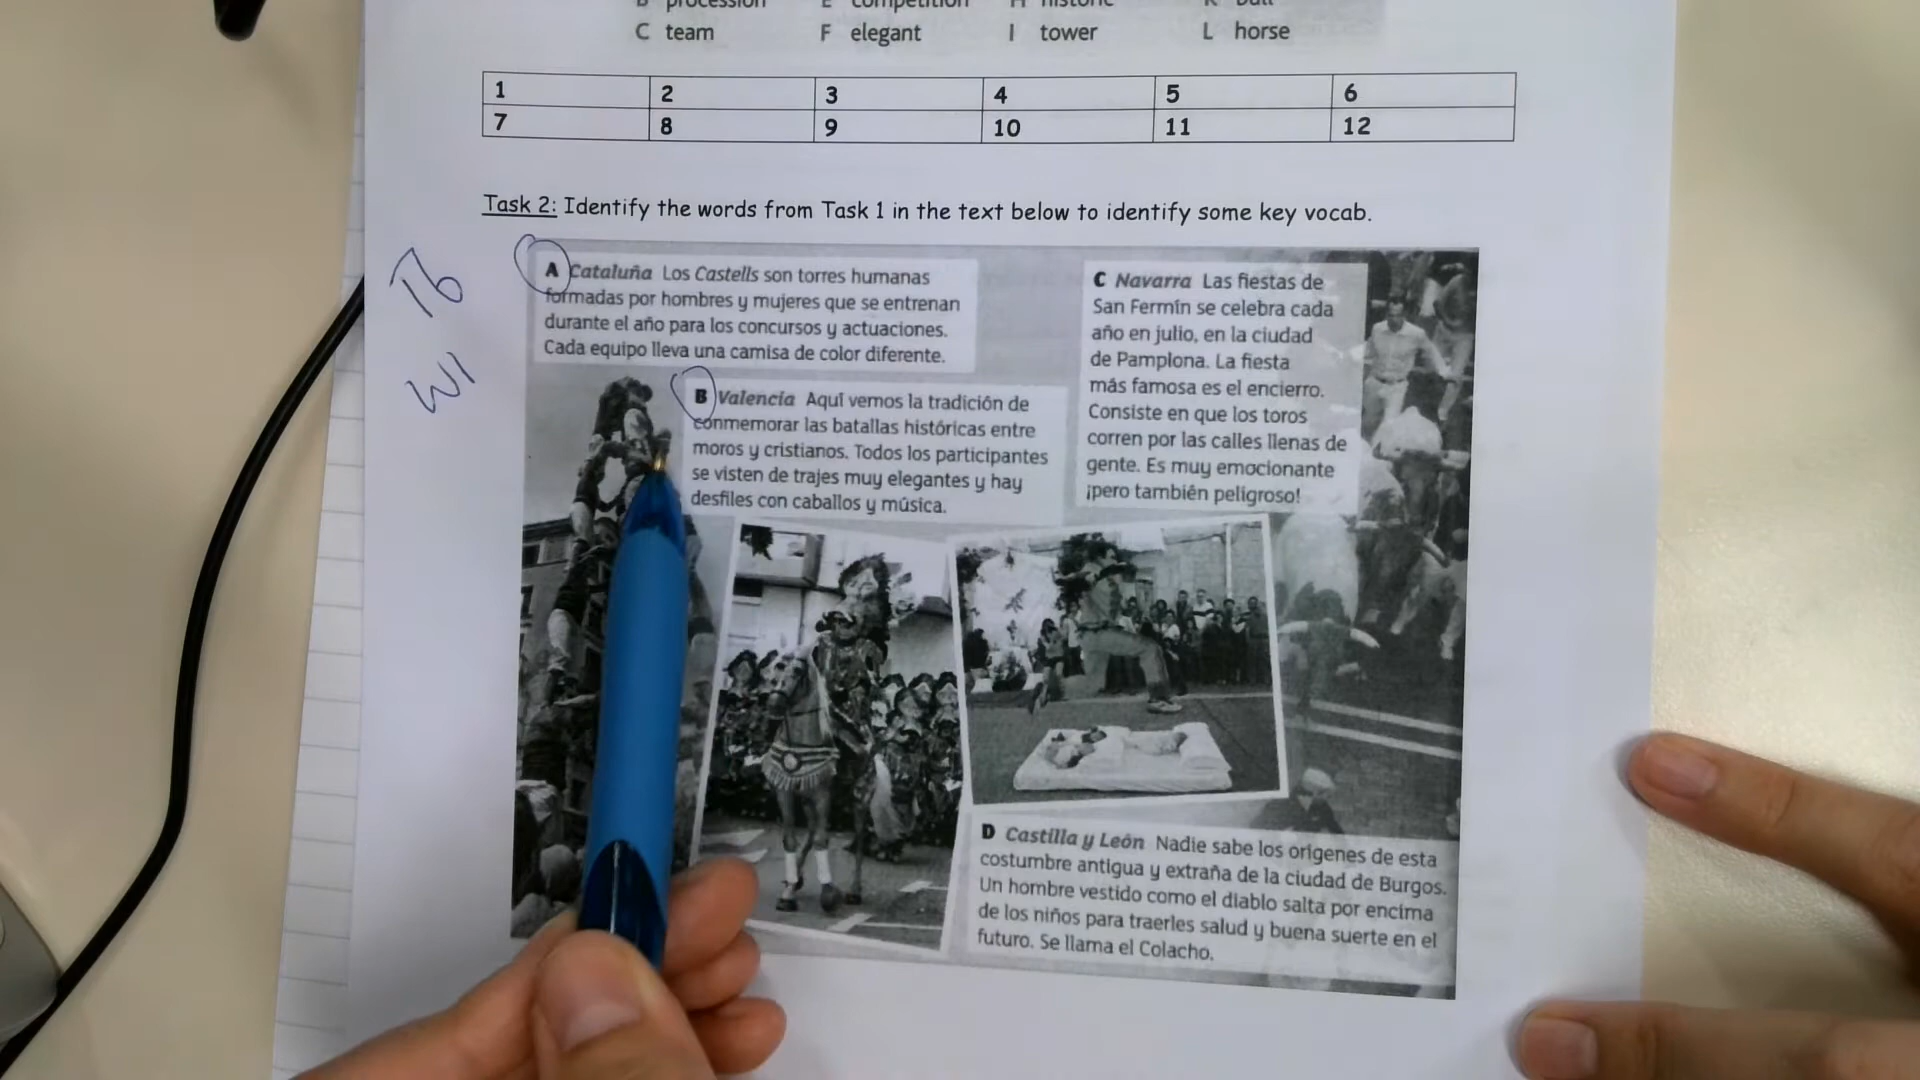 B procession E competition H historic K bull
C team F elegant I tower L horse
1 2 3 4 5 6
7 8 9 10 11 12
Task 2: Identify the words from Task 1 in the text below to identify some key vocab.
A Cataluña Los Castells son torres humanas
formadas por hombres y mujeres que se entrenan
durante el año para los concursos y actuaciones.
Cada equipo lleva una camisa de color diferente.
B Valencia Aquí vemos la tradición de
conmemorar las batallas históricas entre
moros y cristianos. Todos los participantes
se visten de trajes muy elegantes y hay
desfiles con caballos y música.
C Navarra Las fiestas de
San Fermín se celebra cada
año en julio, en la ciudad
de Pamplona. La fiesta
más famosa es el encierro.
Consiste en que los toros
corren por las calles llenas de
gente. Es muy emocionante
¡pero también peligroso!
D Castilla y León Nadie sabe los orígenes de esta
costumbre antigua y extraña de la ciudad de Burgos.
Un hombre vestido como el diablo salta por encima
de los niños para traerles salud y buena suerte en el
futuro. Se llama el Colacho.